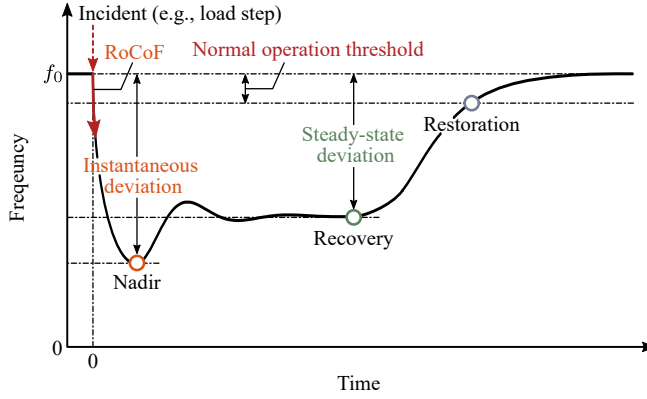 Incident (e.g., load step)
RoCoF
Normal operation threshold
f0
Restoration
Steady-state
deviation
Instantaneous
deviation
Freqeuncy
Recovery
Nadir
0
0
Time